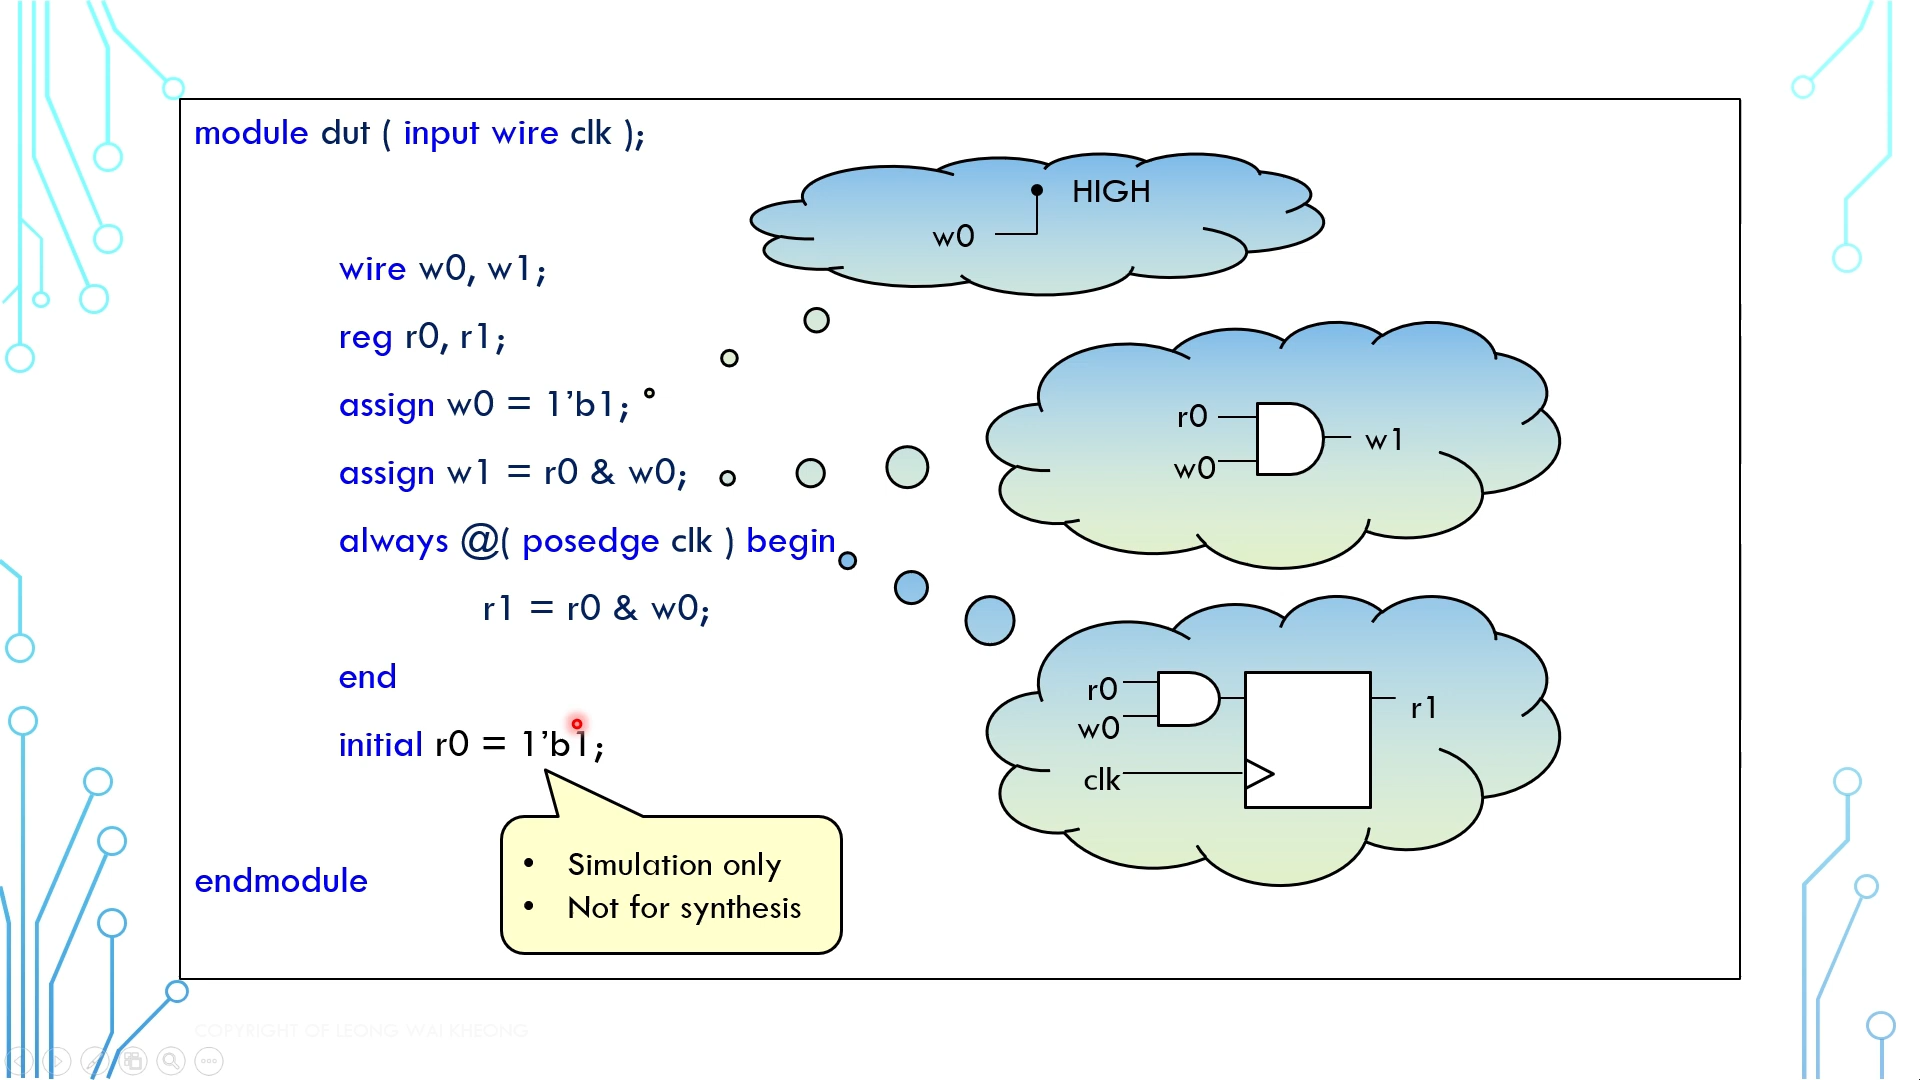 module dut ( input wire clk );
wire w0, w1;
reg r0, r1;
assign w0 = 1’b1;
assign w1 = r0 & w0;
always @( posedge clk ) begin
r1 = r0 & w0;
end
initial r0 = 1’b1;
endmodule
• Simulation only
• Not for synthesis
HIGH
w0
r0
w0
w1
r0
w0
clk
r1
COPYRIGHT OF LEONG WAI KHEONG